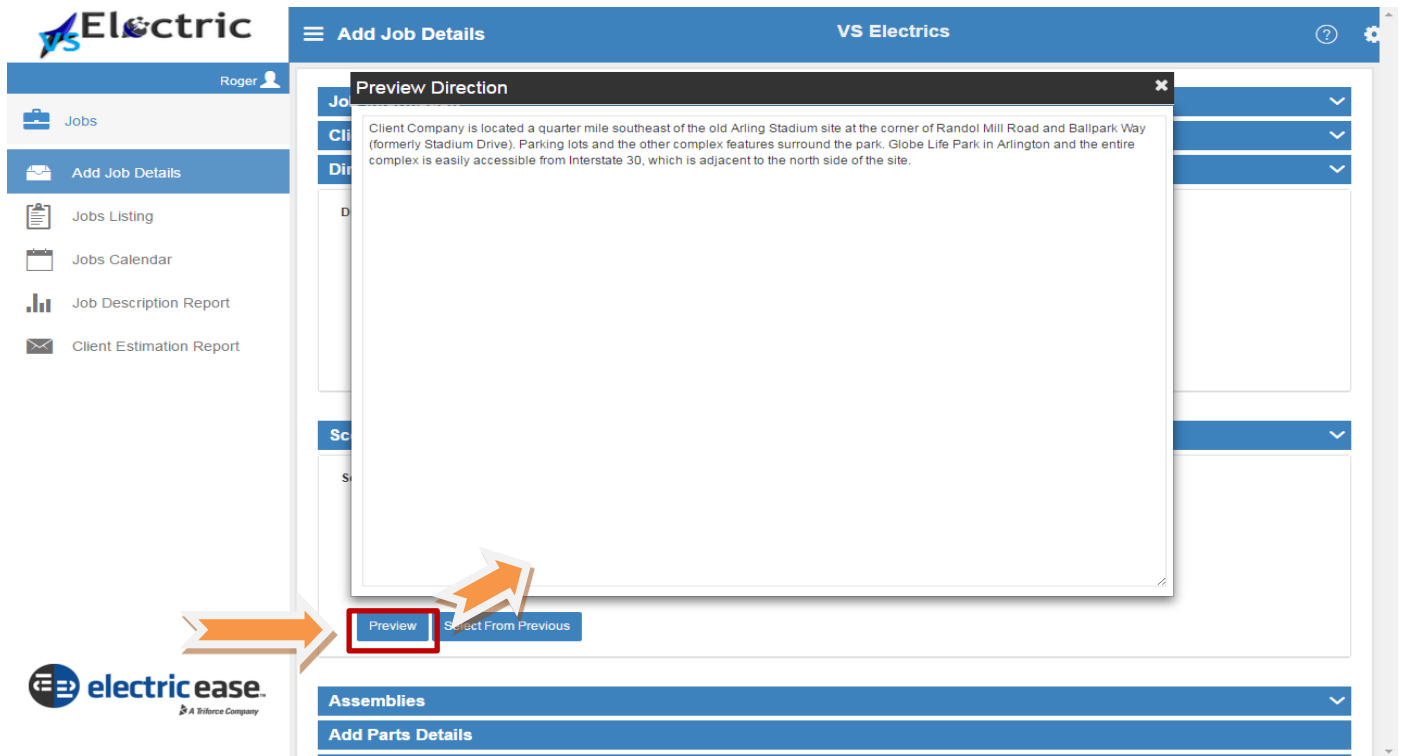 VS Electric
Add Job Details
VS Electrics
?
Roger
Preview Direction
Jo
Jobs
Client Company is located a quarter mile southeast of the old Arling Stadium site at the corner of Randol Mill Road and Ballpark Way
Cli
(formerly Stadium Drive). Parking lots and the other complex features surround the park. Globe Life Park in Arlington and the entire
complex is easily accessible from Interstate 30, which is adjacent to the north side of the site.
Add Job Details
Dir
Jobs Listing
D
Jobs Calendar
Job Description Report
Client Estimation Report
Sc
S
Preview
Select From Previous
electric ease™
A Triforce Company
Assemblies
Add Parts Details